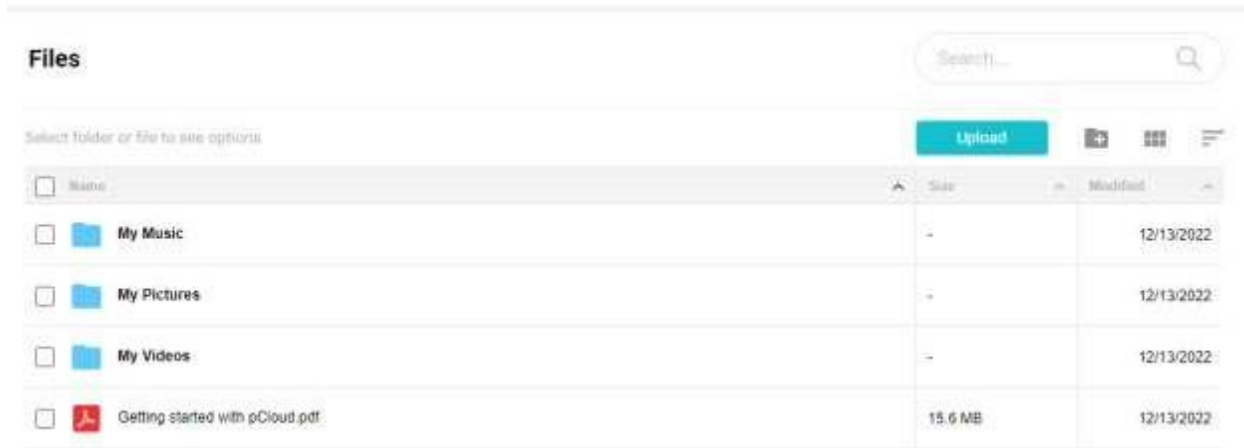 Files
Search...
Select folder or file to see options
Upload
Name
Size
Modified
My Music
-
12/13/2022
My Pictures
-
12/13/2022
My Videos
-
12/13/2022
Getting started with pCloud.pdf
15.6 MB
12/13/2022